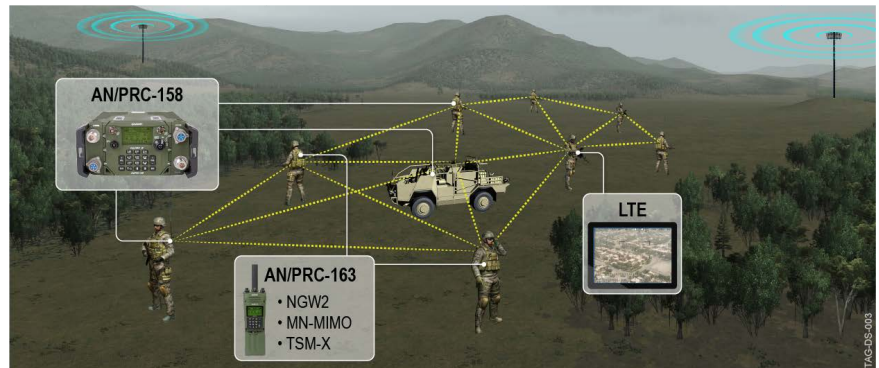 AN/PRC-158
LTE
AN/PRC-163
• NGW2
• MN-MIMO
• TSM-X
TAG-DS-003